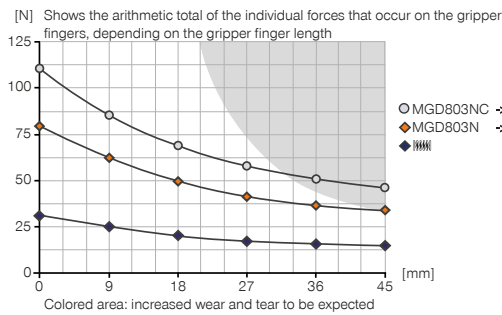 [N] Shows the arithmetic total of the individual forces that occur on the gripper
fingers, depending on the gripper finger length
125
100
75
50
25
0
0 9 18 27 36 45 [mm]
MGD803NC
MGD803N
Colored area: increased wear and tear to be expected